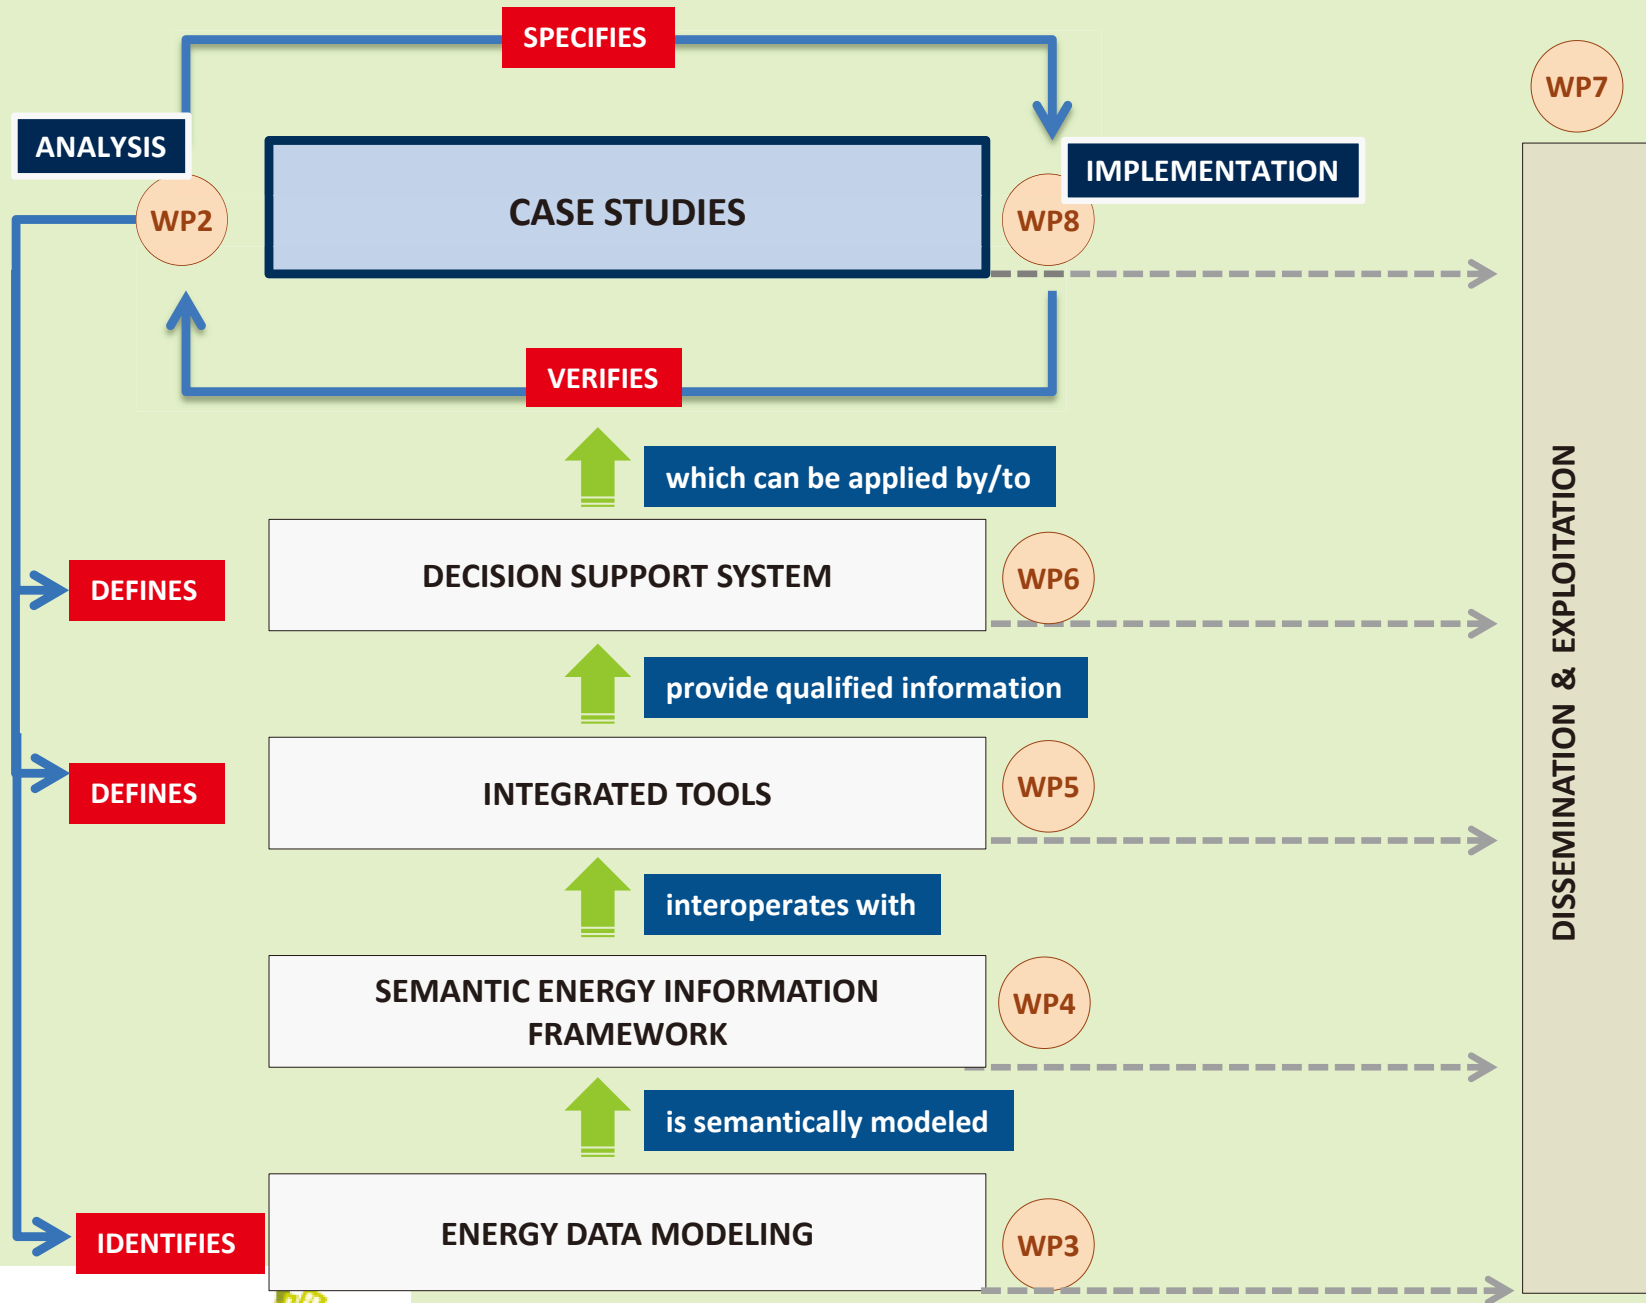 SPECIFIES
WP7
ANALYSIS
IMPLEMENTATION
WP2
CASE STUDIES
WP8
VERIFIES
which can be applied by/to
DECISION SUPPORT SYSTEM
WP6
DEFINES
provide qualified information
INTEGRATED TOOLS
WP5
DEFINES
interoperates with
SEMANTIC ENERGY INFORMATION
FRAMEWORK
WP4
is semantically modeled
ENERGY DATA MODELING
WP3
IDENTIFIES
DISSEMINATION & EXPLOITATION